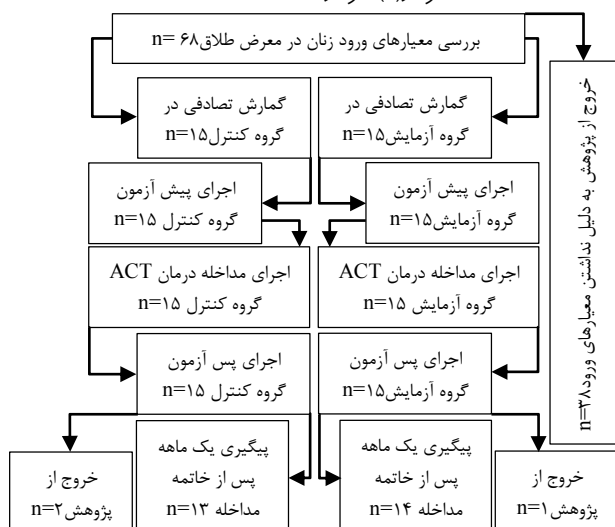 بررسی معیارهای ورود زنان در معرض طلاق۶۸ =n
خروج از پژوهش به دلیل نداشتن معیارهای ورود۳۸=n
گمارش تصادفی در
گروه آزمایش۱۵=n
گمارش تصادفی در
گروه کنترل۱۵=n
اجرای پیش آزمون
گروه آزمایش۱۵=n
اجرای پیش آزمون
گروه کنترل ۱۵=n
اجرای مداخله درمان ACT
گروه آزمایش ۱۵=n
اجرای مداخله درمان ACT
گروه کنترل ۱۵=n
اجرای پس آزمون
گروه آزمایش۱۵=n
اجرای پس آزمون
گروه کنترل ۱۵=n
خروج از
پژوهش۱=n
پیگیری یک ماهه
پس از خاتمه
مداخله ۱۴=n
پیگیری یک ماهه
پس از خاتمه
مداخله ۱۳=n
خروج از
پژوهش۲=n